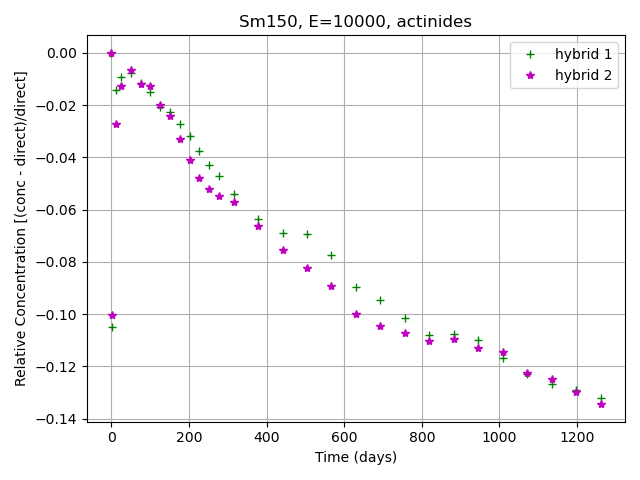 Sm150, E=10000, actinides
hybrid 1
hybrid 2
Relative Concentration [(conc - direct)/direct]
0.00
−0.02
−0.04
−0.06
−0.08
−0.10
−0.12
−0.14
0 200 400 600 800 1000 1200
Time (days)